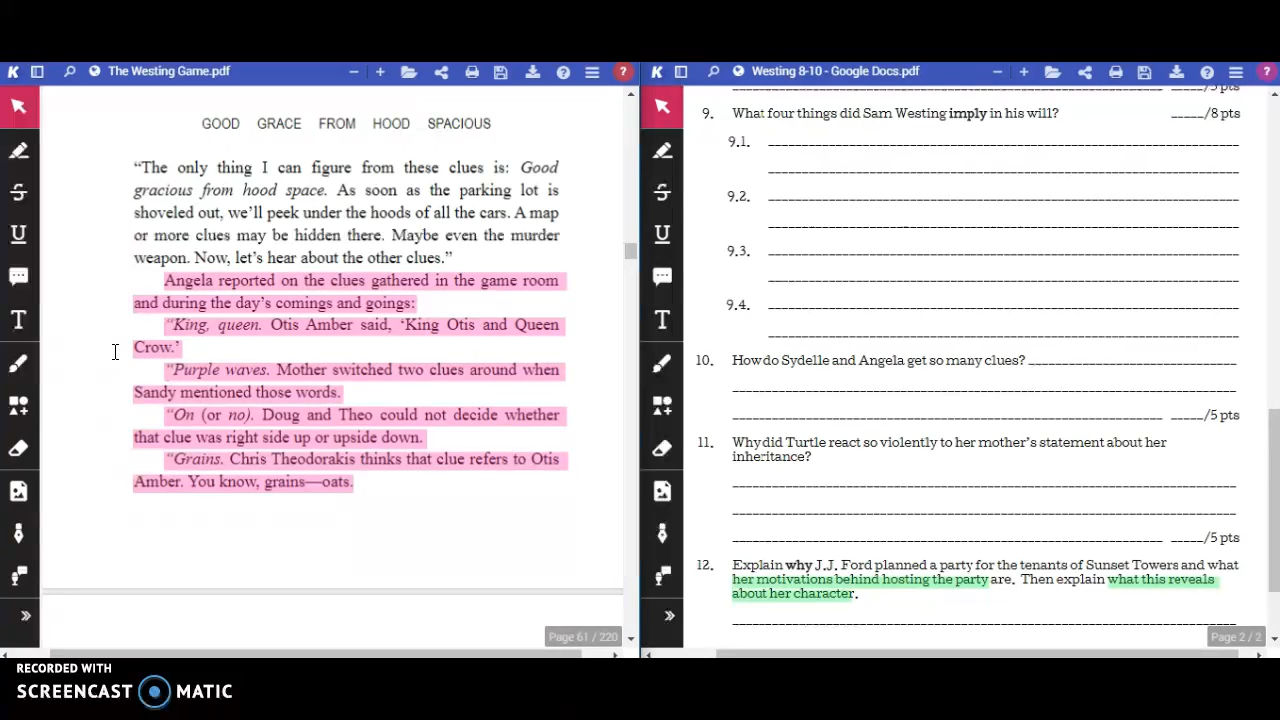 The Westing Game.pdf
GOOD GRACE FROM HOOD SPACIOUS
“The only thing I can figure from these clues is: Good
gracious from hood space. As soon as the parking lot is
shoveled out, we’ll peek under the hoods of all the cars. A map
or more clues may be hidden there. Maybe even the murder
weapon. Now, let’s hear about the other clues.”
Angela reported on the clues gathered in the game room
and during the day’s comings and goings:
“King, queen. Otis Amber said, ‘King Otis and Queen
Crow.’
“Purple waves. Mother switched two clues around when
Sandy mentioned those words.
“On (or no). Doug and Theo could not decide whether
that clue was right side up or upside down.
“Grains. Chris Theodorakis thinks that clue refers to Otis
Amber. You know, grains—oats.
Page 61 / 220
Westing 8-10 - Google Docs.pdf
_____/5 pts
9. What four things did Sam Westing imply in his will? _____/8 pts
9.1.
9.2.
9.3.
9.4.
10. How do Sydelle and Angela get so many clues?
_____/5 pts
11. Why did Turtle react so violently to her mother’s statement about her
inheritance?
_____/5 pts
12. Explain why J.J. Ford planned a party for the tenants of Sunset Towers and what
her motivations behind hosting the party are. Then explain what this reveals
about her character.
Page 2 / 2
RECORDED WITH
SCREENCAST MATIC